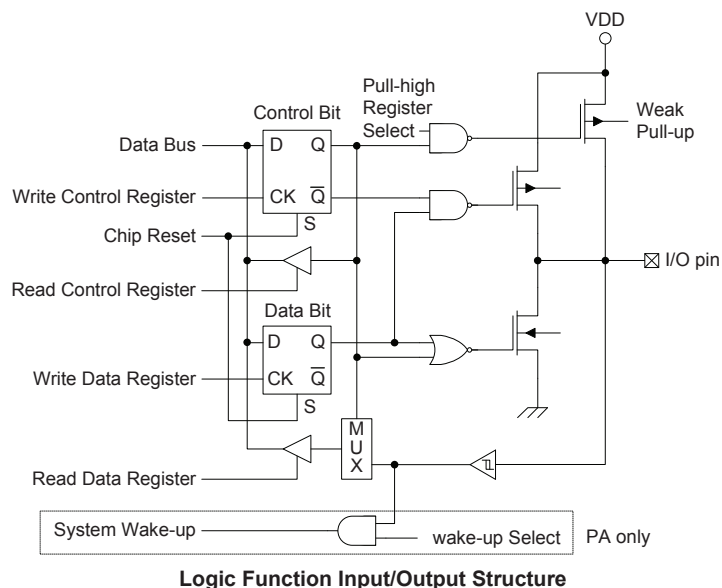 VDD
Pull-high
Register
Select
Weak
Pull-up
Control Bit
Data Bus
D Q
Write Control Register
CK Q̅
Chip Reset
S
I/O pin
Read Control Register
Data Bit
D Q
Write Data Register
CK Q̅
S
M
U
X
Read Data Register
System Wake-up
wake-up Select
PA only
Logic Function Input/Output Structure